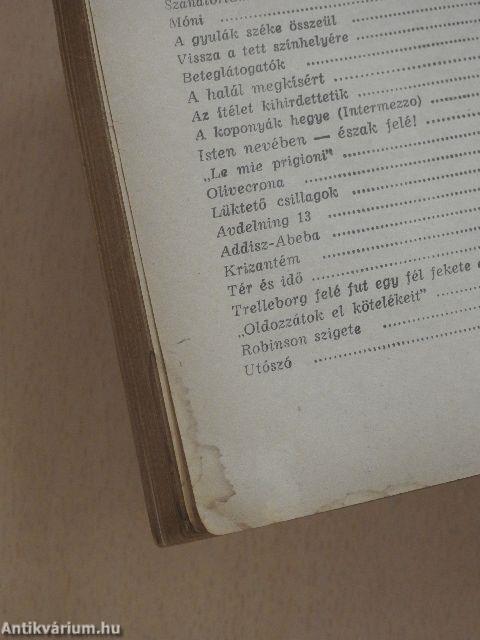 Szanatórium
Móni
A gyulák széke összeül
Vissza a tett színhelyére
Beteglátogatók
A halál megkísért
Az ítélet kihirdettetik
A koponyák hegye (Intermezzo)
Isten nevében — észak felé!
„Le mie prigioni"
Olivecrona
Lüktető csillagok
Avdelning 13
Addisz-Abeba
Krizantém
Tér és idő
Trelleborg felé fut egy fél fekete
„Oldozzátok el kötelékeit"
Robinson szigete
Utószó
Antikvárium.hu